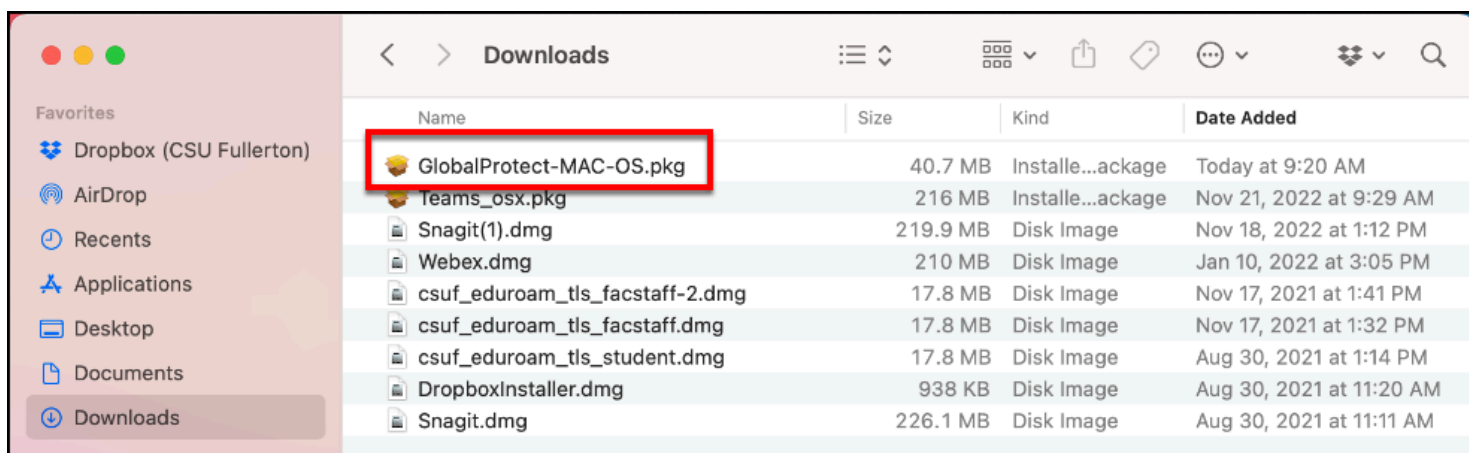 Downloads
Favorites
Dropbox (CSU Fullerton)
AirDrop
Recents
Applications
Desktop
Documents
Downloads
Name Size Kind Date Added
GlobalProtect-MAC-OS.pkg 40.7 MB Installe...ackage Today at 9:20 AM
Teams_osx.pkg 216 MB Installe...ackage Nov 21, 2022 at 9:29 AM
Snagit(1).dmg 219.9 MB Disk Image Nov 18, 2022 at 1:12 PM
Webex.dmg 210 MB Disk Image Jan 10, 2022 at 3:05 PM
csuf_eduroam_tls_facstaff-2.dmg 17.8 MB Disk Image Nov 17, 2021 at 1:41 PM
csuf_eduroam_tls_facstaff.dmg 17.8 MB Disk Image Nov 17, 2021 at 1:32 PM
csuf_eduroam_tls_student.dmg 17.8 MB Disk Image Aug 30, 2021 at 1:14 PM
DropboxInstaller.dmg 938 KB Disk Image Aug 30, 2021 at 11:20 AM
Snagit.dmg 226.1 MB Disk Image Aug 30, 2021 at 11:11 AM